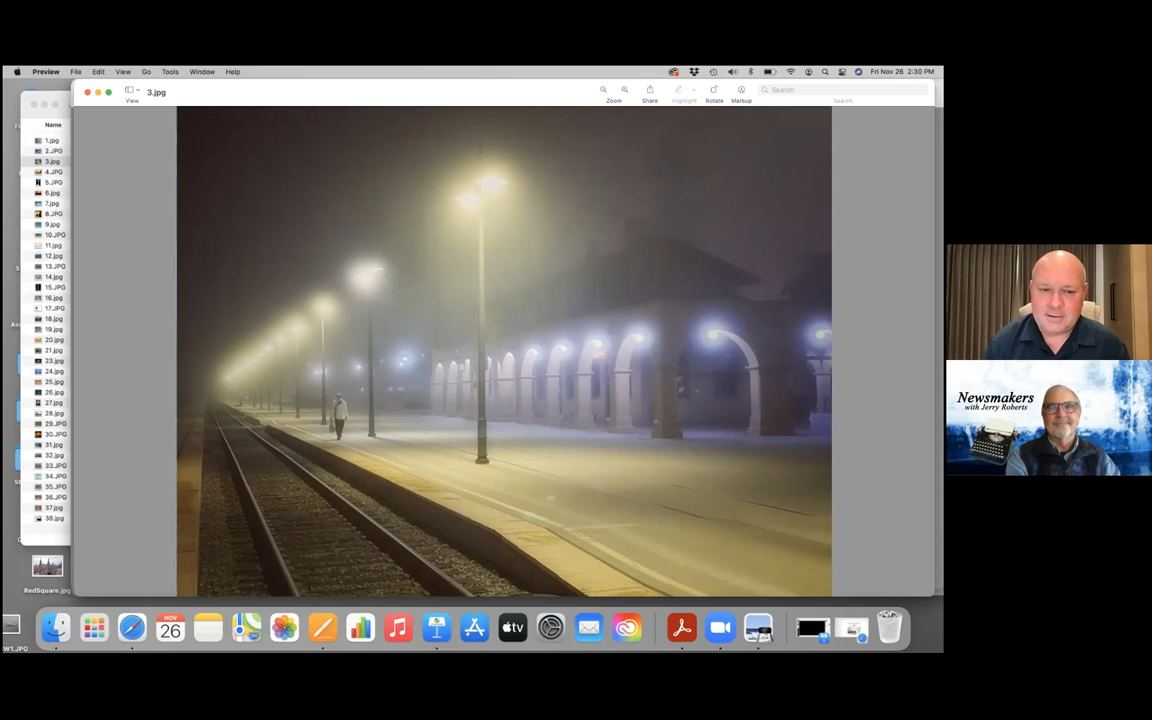 Preview File Edit View Go Tools Window Help
Fri Nov 26 2:30 PM
3.jpg
View
Zoom
Share
Highlight
Rotate
Markup
Search
Search
Name
1.jpg
2.JPG
3.jpg
4.JPG
5.JPG
6.jpg
7.jpg
8.JPG
9.jpg
10.JPG
11.jpg
12.jpg
13.JPG
14.jpg
15.JPG
16.jpg
17.JPG
18.jpg
19.jpg
20.jpg
21.jpg
23.jpg
24.jpg
25.jpg
26.jpg
27.jpg
28.jpg
29.JPG
30.JPG
31.jpg
32.jpg
33.JPG
34.JPG
35.JPG
36.JPG
37.jpg
38.jpg
RedSquare.jpg
Newsmakers
with Jerry Roberts
NOV
26
tv
W1.JPG